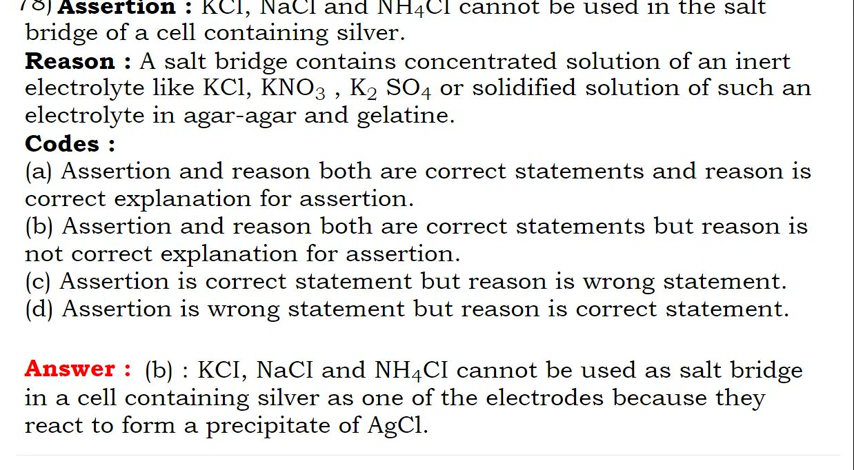 78) Assertion : KCI, NaCI and NH4CI cannot be used in the salt
bridge of a cell containing silver.
Reason : A salt bridge contains concentrated solution of an inert
electrolyte like KCl, KNO3 , K2 SO4 or solidified solution of such an
electrolyte in agar-agar and gelatine.
Codes :
(a) Assertion and reason both are correct statements and reason is
correct explanation for assertion.
(b) Assertion and reason both are correct statements but reason is
not correct explanation for assertion.
(c) Assertion is correct statement but reason is wrong statement.
(d) Assertion is wrong statement but reason is correct statement.
Answer : (b) : KCI, NaCI and NH4CI cannot be used as salt bridge
in a cell containing silver as one of the electrodes because they
react to form a precipitate of AgCl.